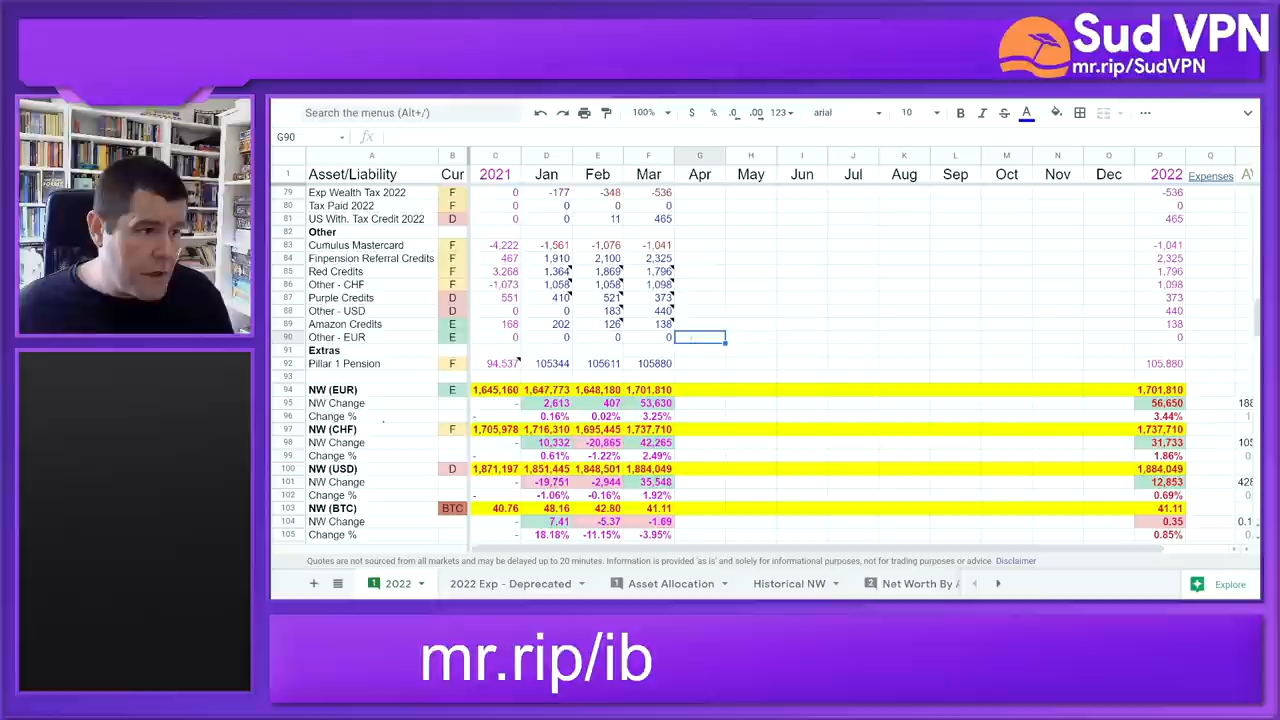 Sud VPN
mr.rip/SudVPN
Search the menus (Alt+/) 100% $ % .0 .00 123 arial 10 B I S A
G90 fx
A B C D E F G H I J K L M N O P Q
1 Asset/Liability Cur 2021 Jan Feb Mar Apr May Jun Jul Aug Sep Oct Nov Dec 2022 Expenses
79 Exp Wealth Tax 2022 F 0 -177 -348 -536 -536
80 Tax Paid 2022 F 0 0 0 0 0
81 US With. Tax Credit 2022 D 0 0 11 465 465
82 Other
83 Cumulus Mastercard F -4,222 -1,561 -1,076 -1,041 -1,041
84 Finpension Referral Credits F 467 1,910 2,100 2,325 2,325
85 Red Credits F 3,268 1,364 1,869 1,796 1,796
86 Other - CHF F -1,073 1,058 1,058 1,098 1,098
87 Purple Credits D 551 410 521 373 373
88 Other - USD D 0 0 183 440 440
89 Amazon Credits E 168 202 126 138 138
90 Other - EUR E 0 0 0 0 0
91 Extras
92 Pillar 1 Pension F 94,537 105344 105611 105880 105,880
93
94 NW (EUR) E 1,645,160 1,647,773 1,648,180 1,701,810 1,701,810
95 NW Change - 2,613 407 53,630 56,650 188
96 Change % - 0.16% 0.02% 3.25% 3.44%
97 NW (CHF) F 1,705,978 1,716,310 1,695,445 1,737,710 1,737,710
98 NW Change - 10,332 -20,865 42,265 31,733 105
99 Change % - 0.61% -1.22% 2.49% 1.86%
100 NW (USD) D 1,871,197 1,851,445 1,848,501 1,884,049 1,884,049
101 NW Change - -19,751 -2,944 35,548 12,853 428
102 Change % - -1.06% -0.16% 1.92% 0.69%
103 NW (BTC) BTC 40.76 48.16 42.80 41.11 41.11
104 NW Change - 7.41 -5.37 -1.69 0.35 0.1
105 Change % - 18.18% -11.15% -3.95% 0.85%
Quotes are not sourced from all markets and may be delayed up to 20 minutes. Information is provided 'as is' and solely for informational purposes, not for trading purposes or advice Disclaimer
+ 1 2022 2022 Exp - Deprecated 1 Asset Allocation Historical NW 2 Net Worth By Explore
mr.rip/ib